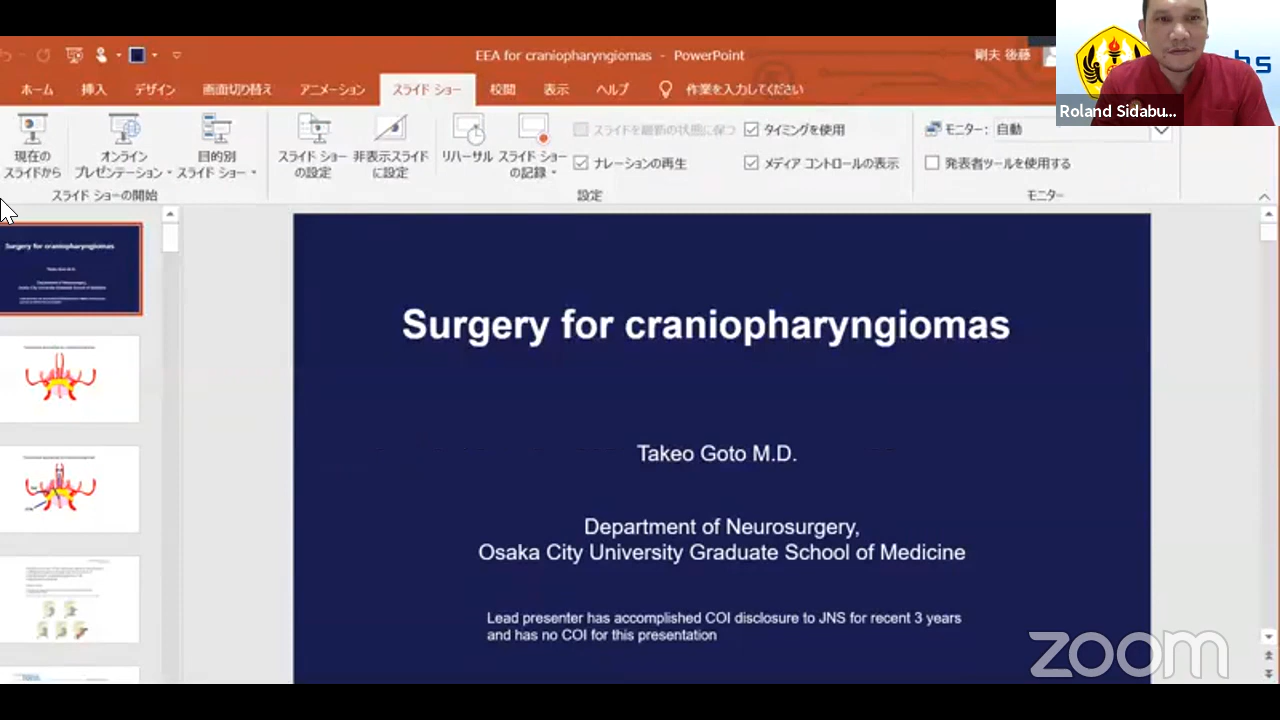 EEA for craniopharyngiomas - PowerPoint
剛夫 後藤
hs
Roland Sidabu...
ホーム 挿入 デザイン 画面切り替え アニメーション スライド ショー 校閲 表示 ヘルプ 作業を入力してください
現在の
スライドから
オンライン
プレゼンテーション
目的別
スライド ショー
スライド ショーの開始
スライド ショー
の設定
非表示スライド
に設定
リハーサル
スライド ショー
の記録
スライドを最新の状態に保つ
ナレーションの再生
タイミングを使用
メディア コントロールの表示
設定
モニター: 自動
発表者ツールを使用する
モニター
Surgery for craniopharyngiomas
Surgery for craniopharyngiomas
Takeo Goto M.D.
Department of Neurosurgery,
Osaka City University Graduate School of Medicine
Lead presenter has accomplished COI disclosure to JNS for recent 3 years
and has no COI for this presentation
zoom